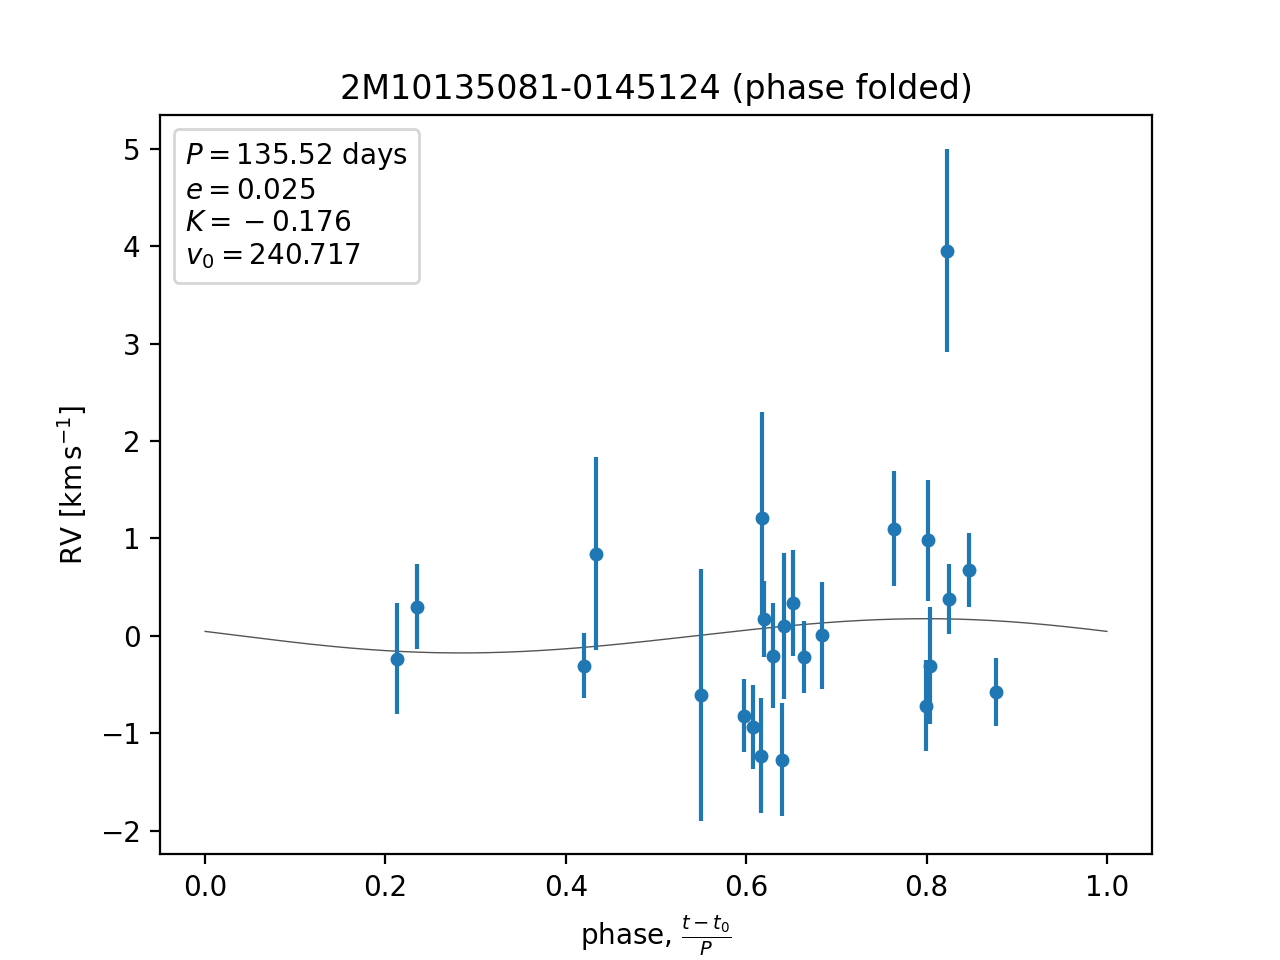 2M10135081-0145124 (phase folded)
P = 135.52 days
e = 0.025
K = −0.176
v₀ = 240.717
5
4
3
2
1
0
−1
−2
RV [km s⁻¹]
0.0 0.2 0.4 0.6 0.8 1.0
phase, (t − t₀)/P